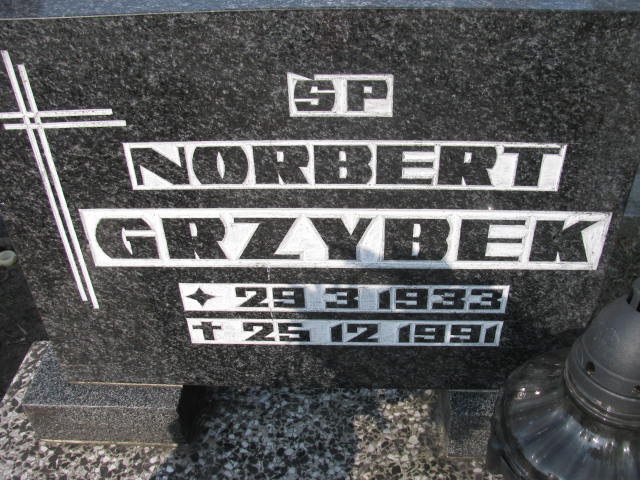 ŚP
NORBERT
GRZYBEK
✦ 29 3 1933
✝ 25 12 1991